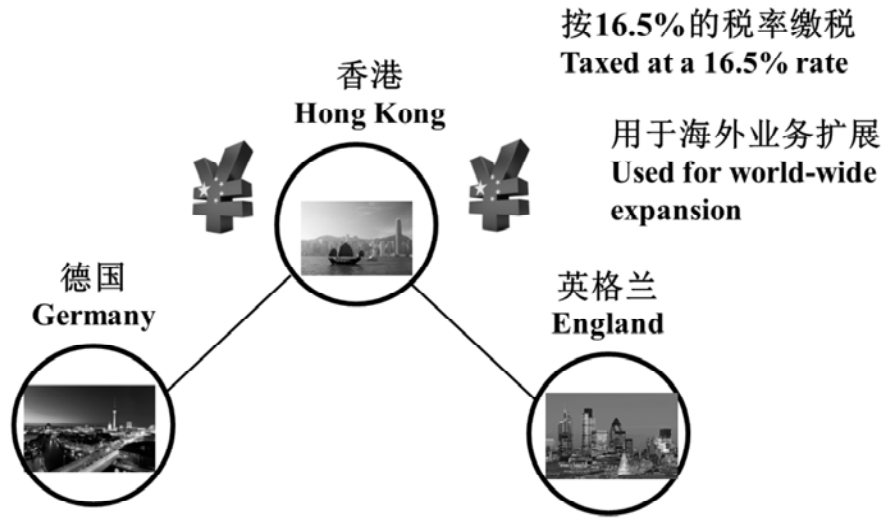 按16.5%的税率缴税
Taxed at a 16.5% rate
香港
Hong Kong
用于海外业务扩展
Used for world-wide
expansion
德国
Germany
英格兰
England